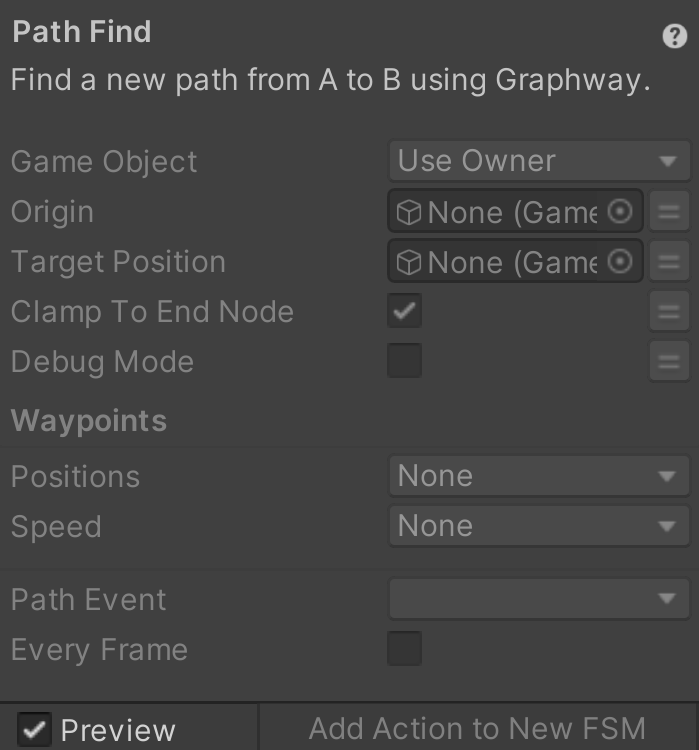 Path Find
?
Find a new path from A to B using Graphway.
Game Object Use Owner
Origin None (Game
Target Position None (Game
Clamp To End Node
Debug Mode
Waypoints
Positions None
Speed None
Path Event
Every Frame
Preview Add Action to New FSM